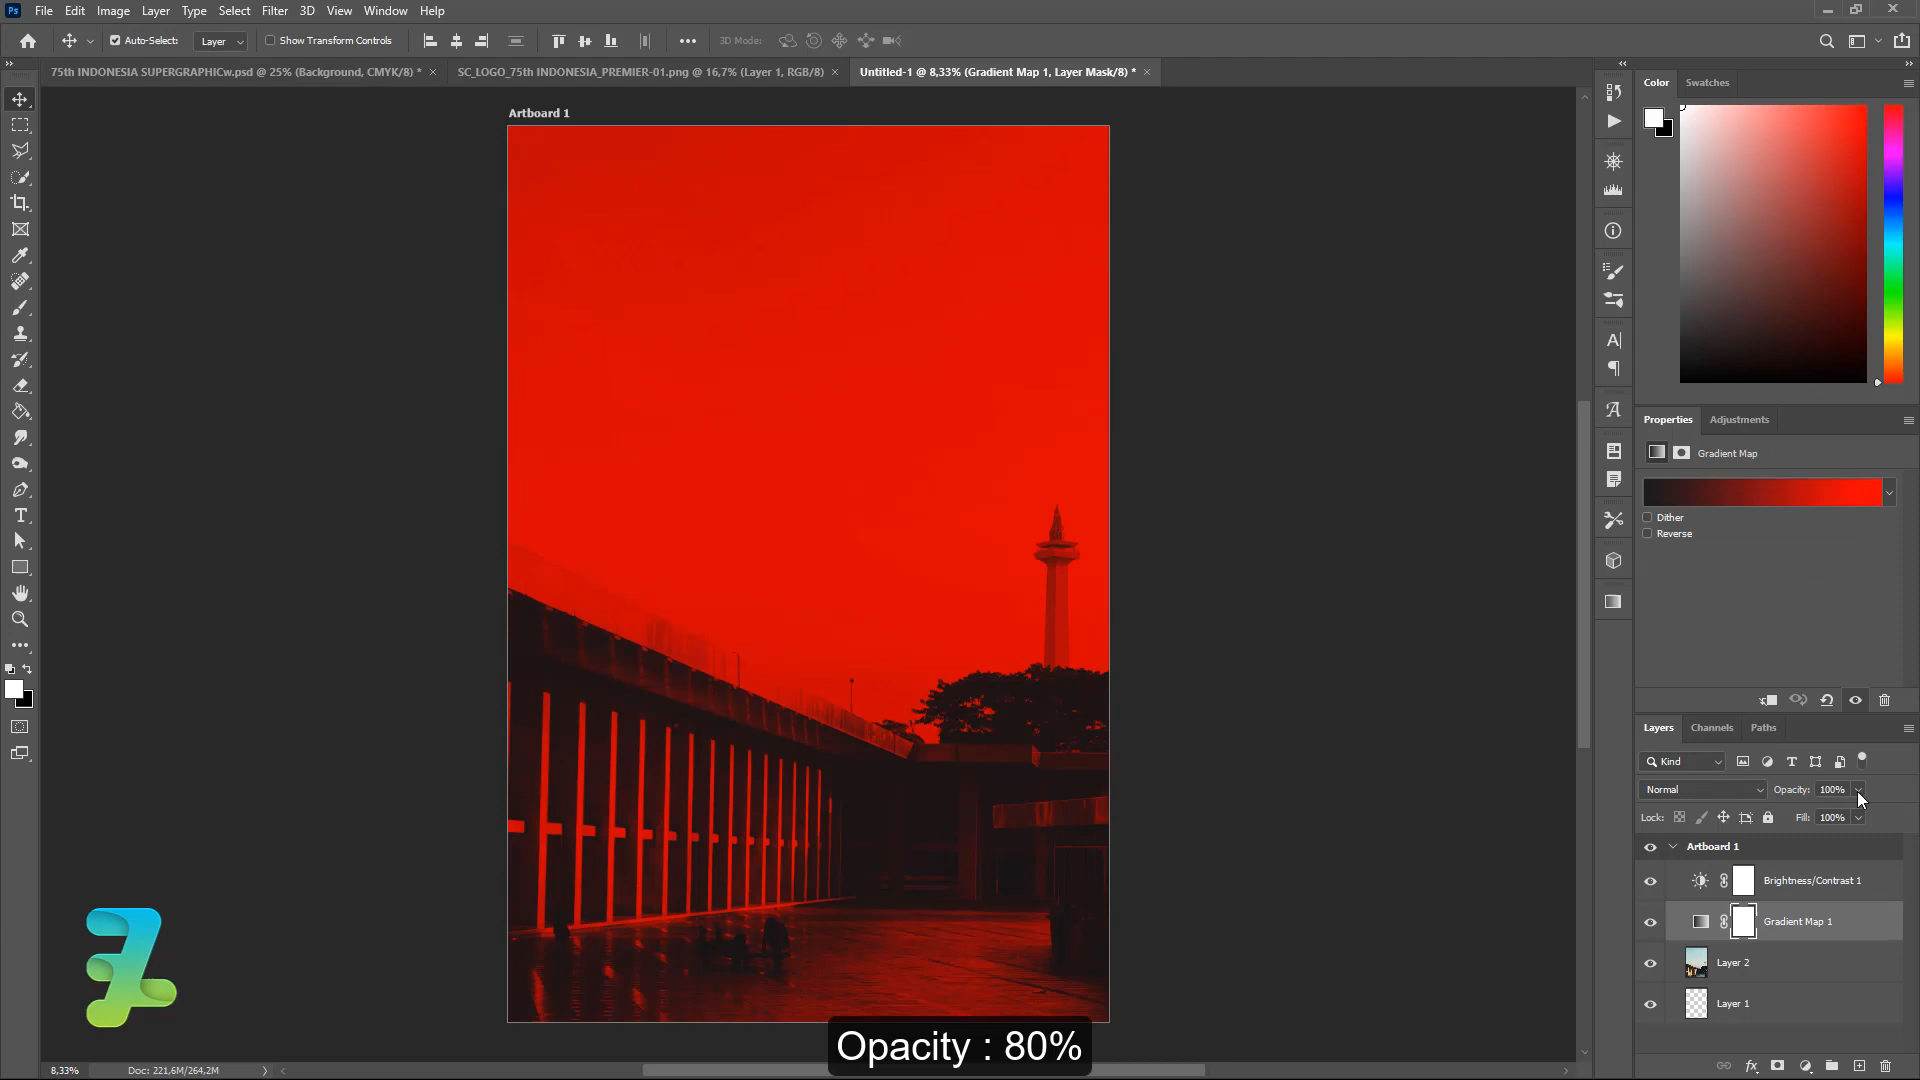 Ps File Edit Image Layer Type Select Filter 3D View Window Help
Auto-Select: Layer Show Transform Controls 3D Mode:
75th INDONESIA SUPERGRAPHICw.psd @ 25% (Background, CMYK/8) * SC_LOGO_75th INDONESIA_PREMIER-01.png @ 16,7% (Layer 1, RGB/8) Untitled-1 @ 8,33% (Gradient Map 1, Layer Mask/8) *
Color Swatches
Artboard 1
Properties Adjustments
Gradient Map
Dither
Reverse
Layers Channels Paths
Kind
Normal Opacity: 100%
Lock: Fill: 100%
Artboard 1
Brightness/Contrast 1
Gradient Map 1
Layer 2
Layer 1
Opacity : 80%
8,33% Doc: 221,6M/264,2M